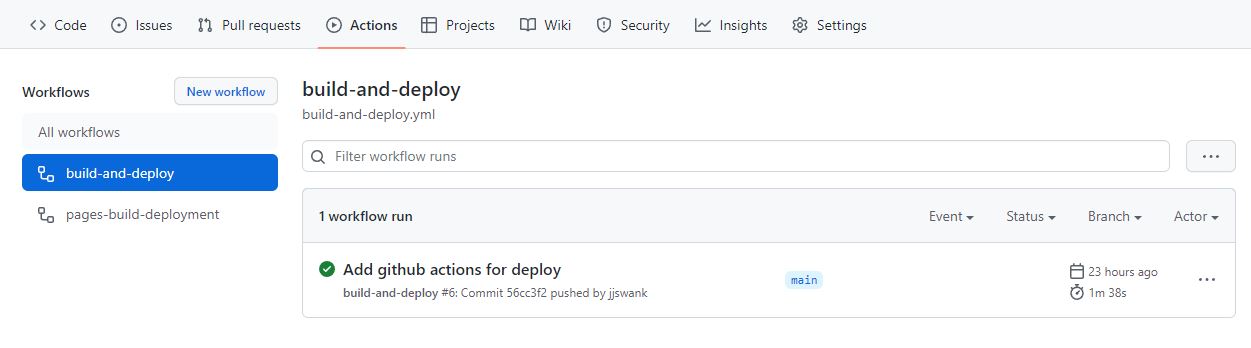 Code Issues Pull requests Actions Projects Wiki Security Insights Settings
Workflows New workflow
All workflows
build-and-deploy
pages-build-deployment
build-and-deploy
build-and-deploy.yml
Filter workflow runs
1 workflow run Event Status Branch Actor
Add github actions for deploy
build-and-deploy #6: Commit 56cc3f2 pushed by jjswank
main
23 hours ago
1m 38s